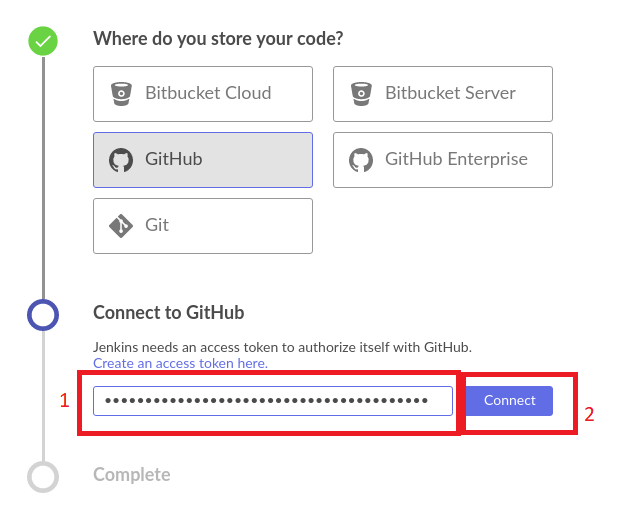 Where do you store your code?
Bitbucket Cloud
Bitbucket Server
GitHub
GitHub Enterprise
Git
Connect to GitHub
Jenkins needs an access token to authorize itself with GitHub.
Create an access token here.
1
••••••••••••••••••••••••••••••••••••••••
Connect
2
Complete